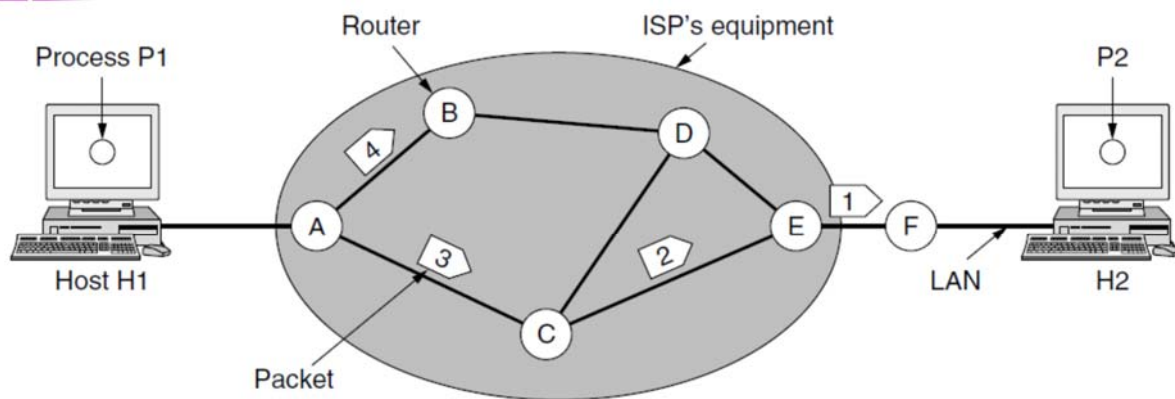 Router
ISP's equipment
Process P1
P2
B
D
4
A
3
2
E
1
F
C
Host H1
LAN
H2
Packet